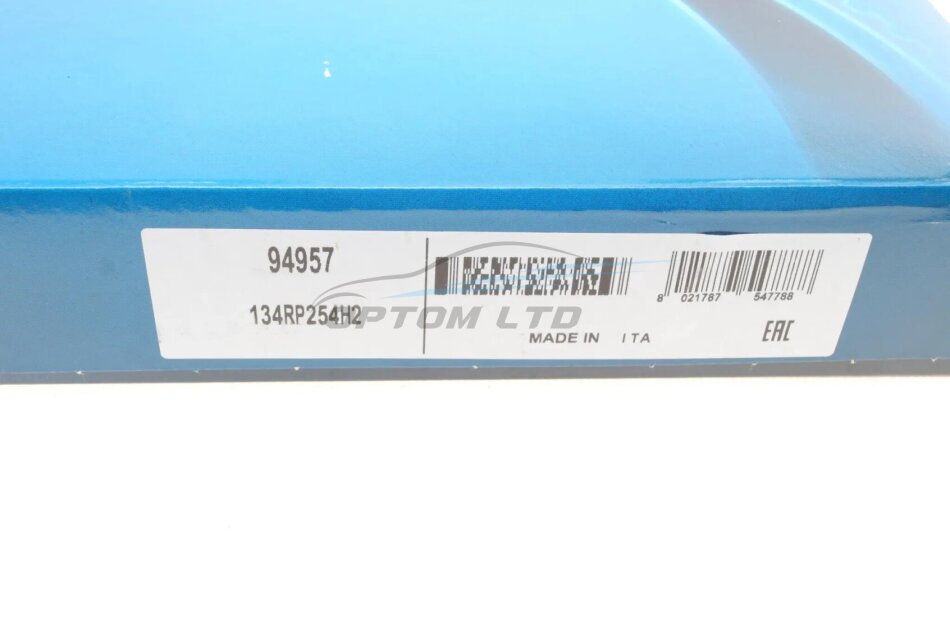 94957
134RP254H2
OPTOM LTD
8 021787 547788
MADE IN ITA
EAC